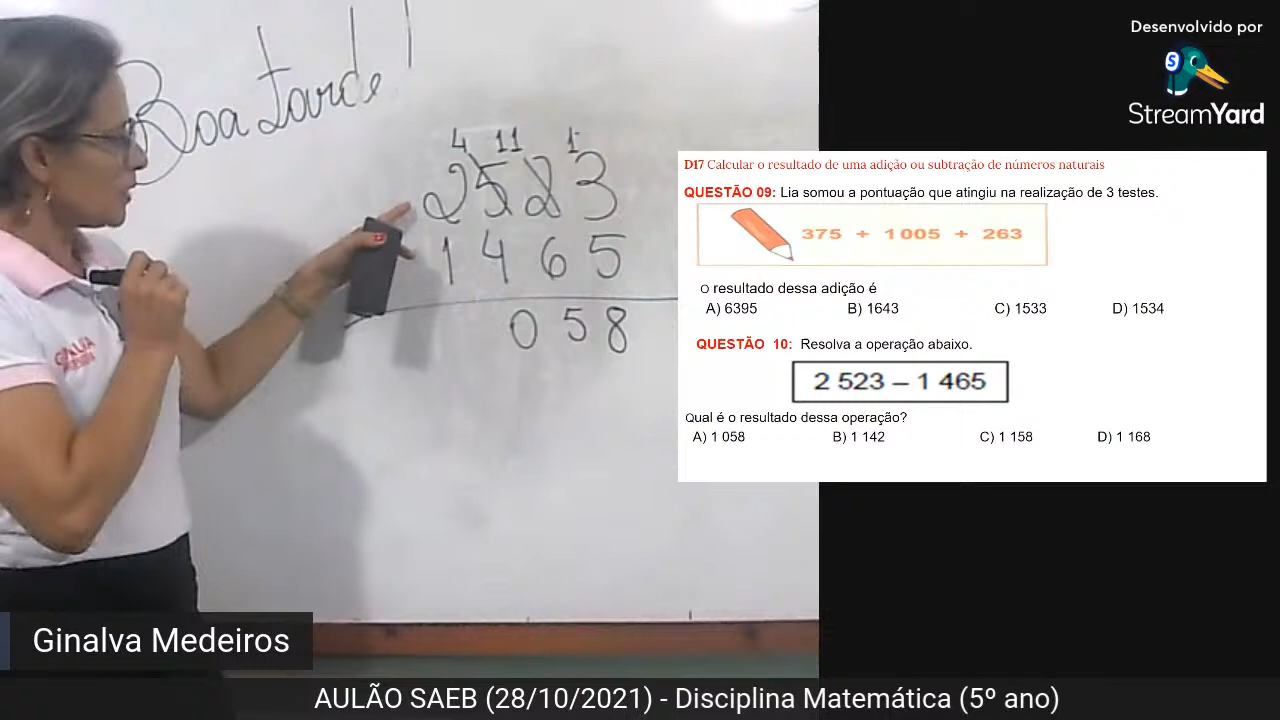 Boa tarde!
4 11 1
2523
1465
058
GINALVA
Desenvolvido por
StreamYard
D17 Calcular o resultado de uma adição ou subtração de números naturais
QUESTÃO 09: Lia somou a pontuação que atingiu na realização de 3 testes.
375 + 1 005 + 263
O resultado dessa adição é
A) 6395 B) 1643 C) 1533 D) 1534
QUESTÃO 10: Resolva a operação abaixo.
2 523 – 1 465
Qual é o resultado dessa operação?
A) 1 058 B) 1 142 C) 1 158 D) 1 168
Ginalva Medeiros
AULÃO SAEB (28/10/2021) - Disciplina Matemática (5º ano)